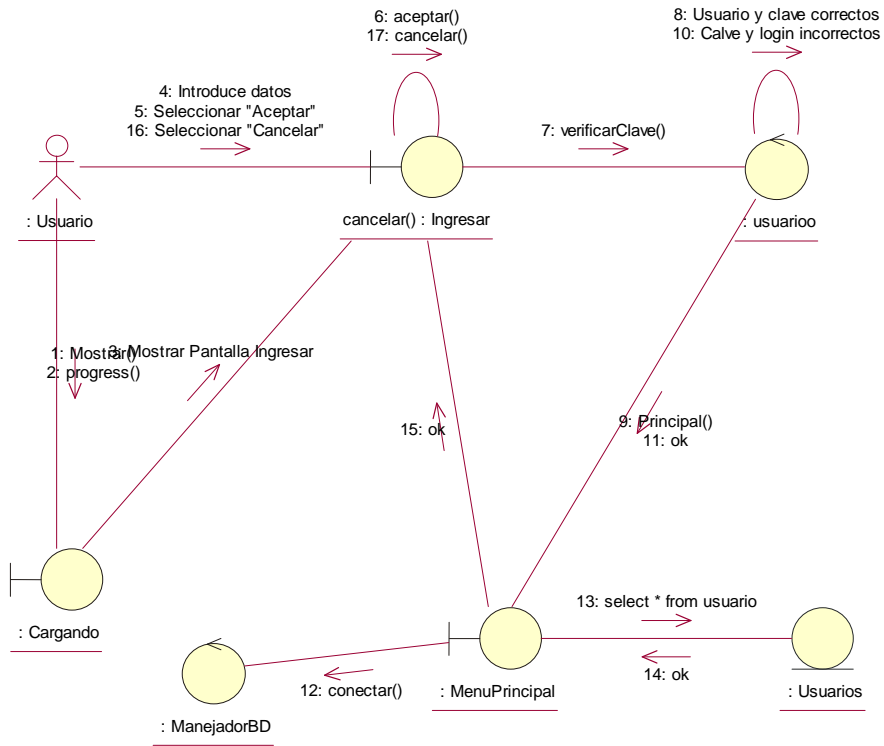 6: aceptar()
17: cancelar()
8: Usuario y clave correctos
10: Calve y login incorrectos
4: Introduce datos
5: Seleccionar "Aceptar"
16: Seleccionar "Cancelar"
7: verificarClave()
: Usuario
cancelar() : Ingresar
: usuarioo
1: Mostrar()
3: Mostrar Pantalla Ingresar
2: progress()
15: ok
9: Principal()
11: ok
13: select * from usuario
: Cargando
14: ok
12: conectar()
: MenuPrincipal
: Usuarios
: ManejadorBD